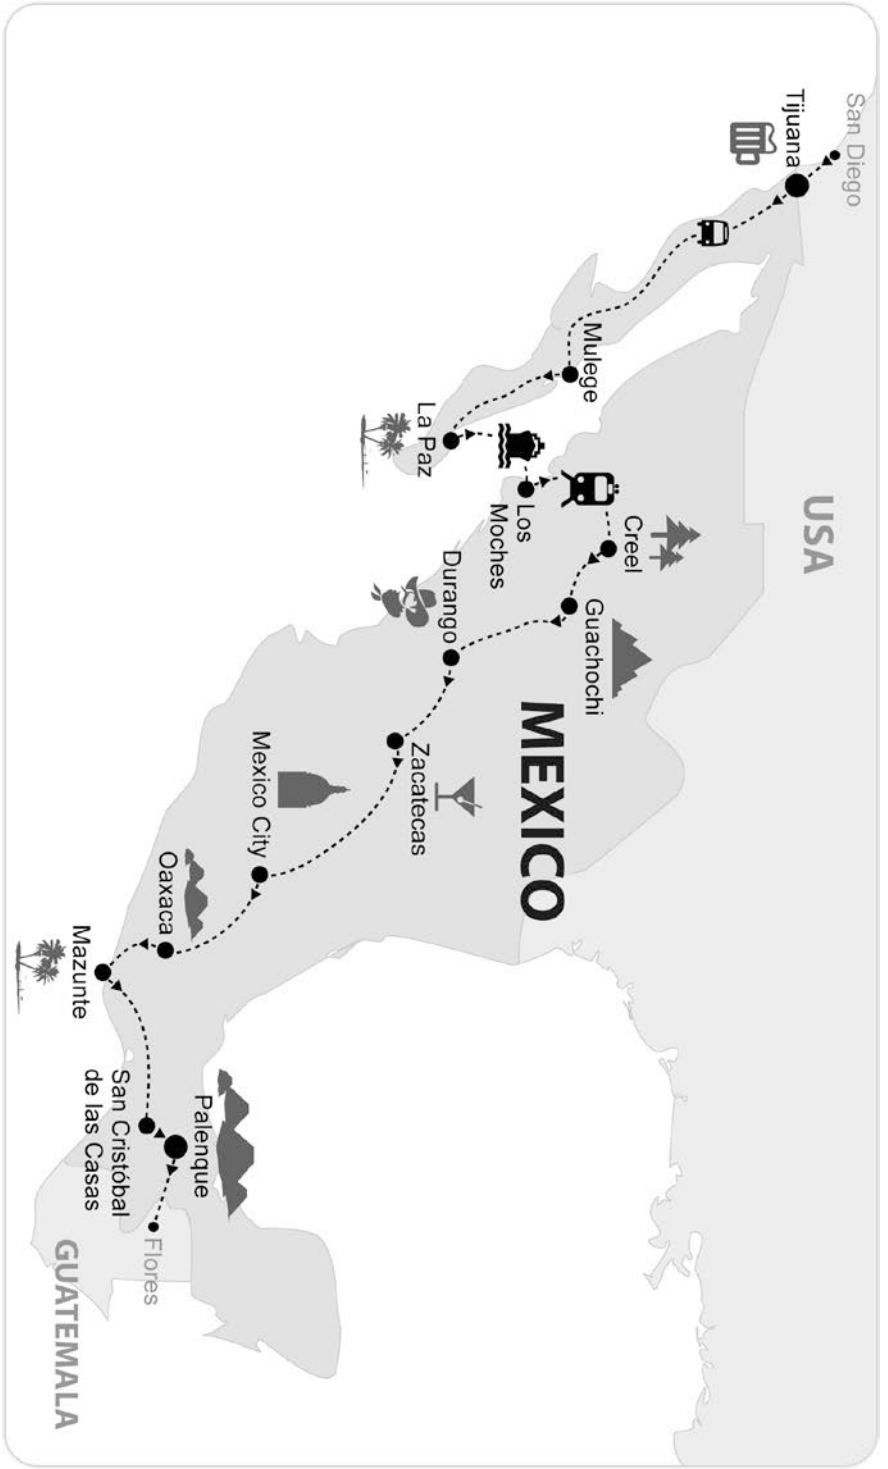 San Diego
Tijuana
USA
Mulege
La Paz
Los
Moches
Creel
Guachochi
Durango
MEXICO
Zacatecas
Mexico City
Oaxaca
Mazunte
San Cristóbal
de las Casas
Palenque
Flores
GUATEMALA